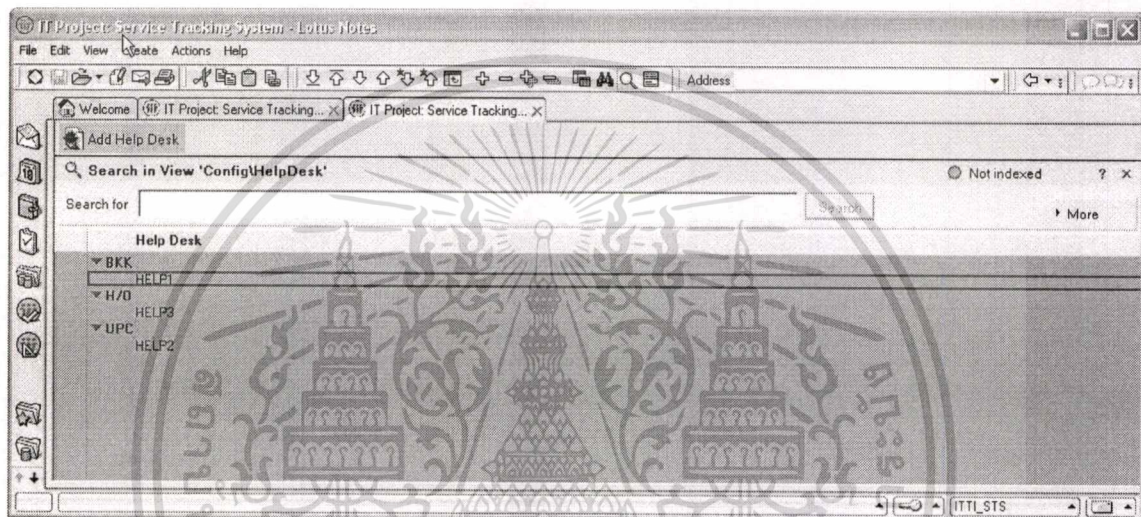 IT Project: Service Tracking System - Lotus Notes
File Edit View Create Actions Help
Address
Welcome IT Project: Service Tracking... IT Project: Service Tracking...
Add Help Desk
Search in View 'Config\HelpDesk' Not indexed ? x
Search for Search More
Help Desk
BKK
HELP1
H/O
HELP3
UPC
HELP2
ITTI_STS